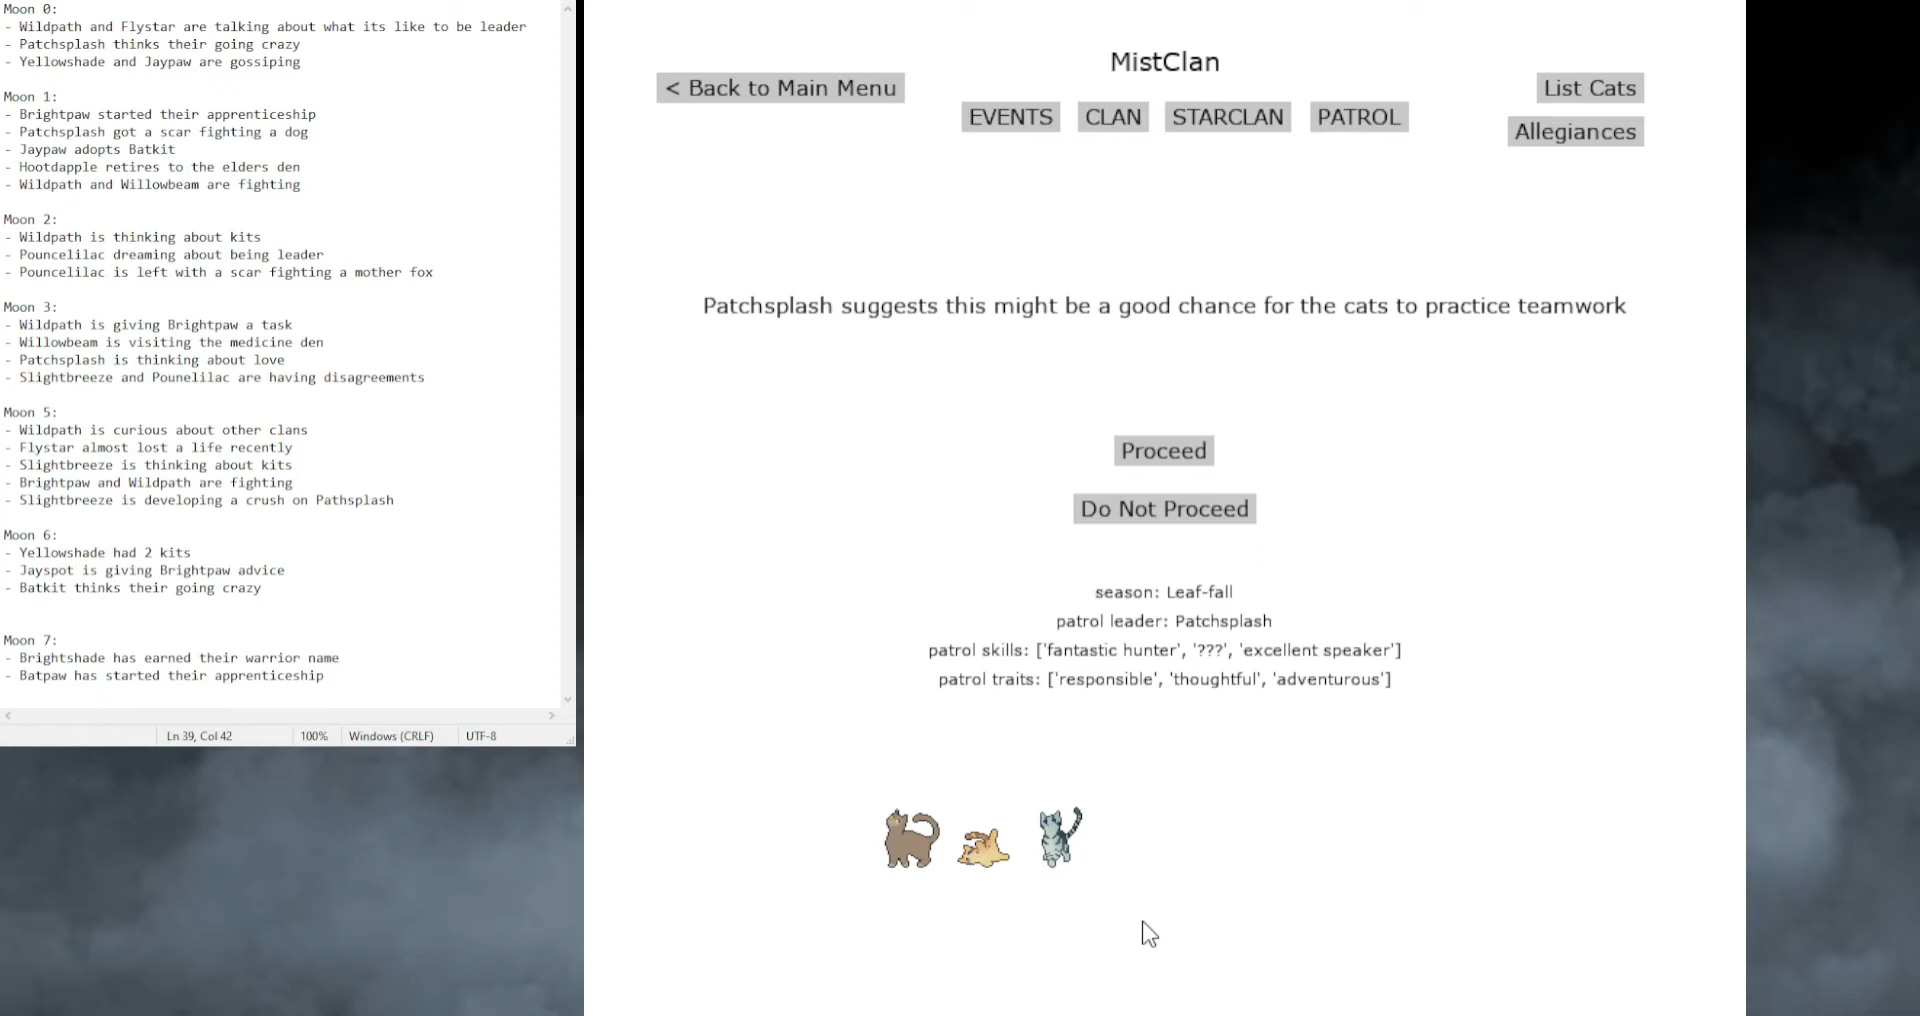 Moon 0:
- Wildpath and Flystar are talking about what its like to be leader
- Patchsplash thinks their going crazy
- Yellowshade and Jaypaw are gossiping
Moon 1:
- Brightpaw started their apprenticeship
- Patchsplash got a scar fighting a dog
- Jaypaw adopts Batkit
- Hootdapple retires to the elders den
- Wildpath and Willowbeam are fighting
Moon 2:
- Wildpath is thinking about kits
- Pouncelilac dreaming about being leader
- Pouncelilac is left with a scar fighting a mother fox
Moon 3:
- Wildpath is giving Brightpaw a task
- Willowbeam is visiting the medicine den
- Patchsplash is thinking about love
- Slightbreeze and Pounelilac are having disagreements
Moon 5:
- Wildpath is curious about other clans
- Flystar almost lost a life recently
- Slightbreeze is thinking about kits
- Brightpaw and Wildpath are fighting
- Slightbreeze is developing a crush on Pathsplash
Moon 6:
- Yellowshade had 2 kits
- Jayspot is giving Brightpaw advice
- Batkit thinks their going crazy
Moon 7:
- Brightshade has earned their warrior name
- Batpaw has started their apprenticeship
Ln 39, Col 42
100%
Windows (CRLF)
UTF-8
MistClan
< Back to Main Menu
List Cats
EVENTS
CLAN
STARCLAN
PATROL
Allegiances
Patchsplash suggests this might be a good chance for the cats to practice teamwork
Proceed
Do Not Proceed
season: Leaf-fall
patrol leader: Patchsplash
patrol skills: ['fantastic hunter', '???', 'excellent speaker']
patrol traits: ['responsible', 'thoughtful', 'adventurous']